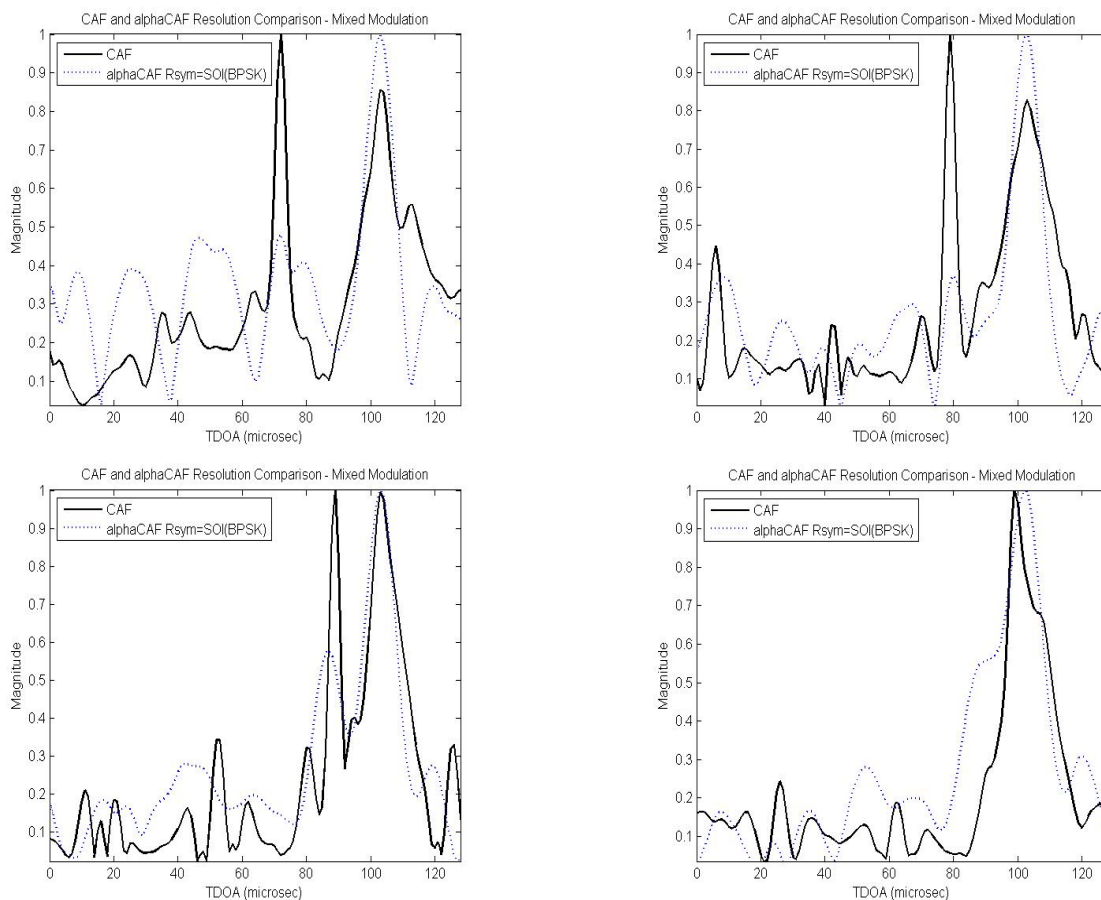 CAF and alphaCAF Resolution Comparison - Mixed Modulation
CAF
alphaCAF Rsym=SOI(BPSK)
1
0.9
0.8
0.7
0.6
0.5
0.4
0.3
0.2
0.1
Magnitude
0 20 40 60 80 100 120
TDOA (microsec)
CAF and alphaCAF Resolution Comparison - Mixed Modulation
CAF
alphaCAF Rsym=SOI(BPSK)
1
0.9
0.8
0.7
0.6
0.5
0.4
0.3
0.2
0.1
Magnitude
0 20 40 60 80 100 120
TDOA (microsec)
CAF and alphaCAF Resolution Comparison - Mixed Modulation
CAF
alphaCAF Rsym=SOI(BPSK)
1
0.9
0.8
0.7
0.6
0.5
0.4
0.3
0.2
0.1
Magnitude
0 20 40 60 80 100 120
TDOA (microsec)
CAF and alphaCAF Resolution Comparison - Mixed Modulation
CAF
alphaCAF Rsym=SOI(BPSK)
1
0.9
0.8
0.7
0.6
0.5
0.4
0.3
0.2
0.1
Magnitude
0 20 40 60 80 100 120
TDOA (microsec)